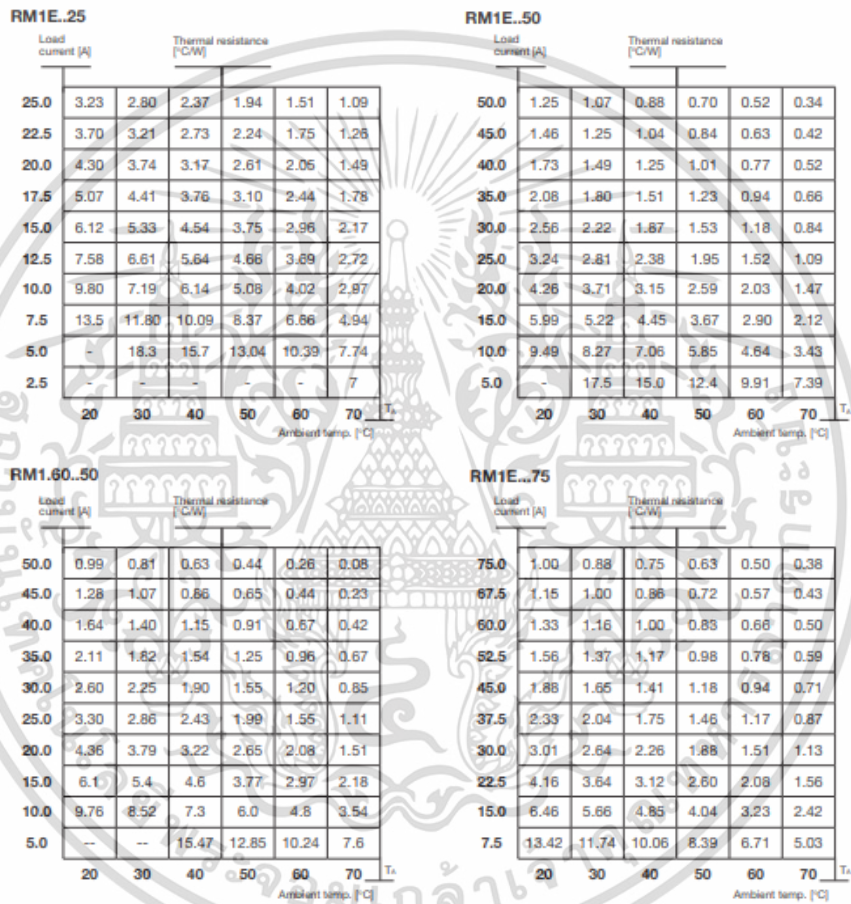 RM1E..25
Load
current [A]
Thermal resistance
[°C/W]
25.0 3.23 2.80 2.37 1.94 1.51 1.09
22.5 3.70 3.21 2.73 2.24 1.75 1.26
20.0 4.30 3.74 3.17 2.61 2.05 1.49
17.5 5.07 4.41 3.76 3.10 2.44 1.78
15.0 6.12 5.33 4.54 3.75 2.96 2.17
12.5 7.58 6.61 5.64 4.66 3.69 2.72
10.0 9.80 7.19 6.14 5.08 4.02 2.97
7.5 13.5 11.80 10.09 8.37 6.66 4.94
5.0 - 18.3 15.7 13.04 10.39 7.74
2.5 - - - - - 7
20 30 40 50 60 70 TA
Ambient temp. [°C]
RM1E..50
Load
current [A]
Thermal resistance
[°C/W]
50.0 1.25 1.07 0.88 0.70 0.52 0.34
45.0 1.46 1.25 1.04 0.84 0.63 0.42
40.0 1.73 1.49 1.25 1.01 0.77 0.52
35.0 2.08 1.80 1.51 1.23 0.94 0.66
30.0 2.56 2.22 1.87 1.53 1.18 0.84
25.0 3.24 2.81 2.38 1.95 1.52 1.09
20.0 4.26 3.71 3.15 2.59 2.03 1.47
15.0 5.99 5.22 4.45 3.67 2.90 2.12
10.0 9.49 8.27 7.06 5.85 4.64 3.43
5.0 - 17.5 15.0 12.4 9.91 7.39
20 30 40 50 60 70 TA
Ambient temp. [°C]
RM1.60..50
Load
current [A]
Thermal resistance
[°C/W]
50.0 0.99 0.81 0.63 0.44 0.26 0.08
45.0 1.28 1.07 0.86 0.65 0.44 0.23
40.0 1.64 1.40 1.15 0.91 0.67 0.42
35.0 2.11 1.82 1.54 1.25 0.96 0.67
30.0 2.60 2.25 1.90 1.55 1.20 0.85
25.0 3.30 2.86 2.43 1.99 1.55 1.11
20.0 4.36 3.79 3.22 2.65 2.08 1.51
15.0 6.1 5.4 4.6 3.77 2.97 2.18
10.0 9.76 8.52 7.3 6.0 4.8 3.54
5.0 -- -- 15.47 12.85 10.24 7.6
20 30 40 50 60 70 TA
Ambient temp. [°C]
RM1E...75
Load
current [A]
Thermal resistance
[°C/W]
75.0 1.00 0.88 0.75 0.63 0.50 0.38
67.5 1.15 1.00 0.86 0.72 0.57 0.43
60.0 1.33 1.16 1.00 0.83 0.66 0.50
52.5 1.56 1.37 1.17 0.98 0.78 0.59
45.0 1.88 1.65 1.41 1.18 0.94 0.71
37.5 2.33 2.04 1.75 1.46 1.17 0.87
30.0 3.01 2.64 2.26 1.88 1.51 1.13
22.5 4.16 3.64 3.12 2.60 2.08 1.56
15.0 6.46 5.66 4.85 4.04 3.23 2.42
7.5 13.42 11.74 10.06 8.39 6.71 5.03
20 30 40 50 60 70 TA
Ambient temp. [°C]